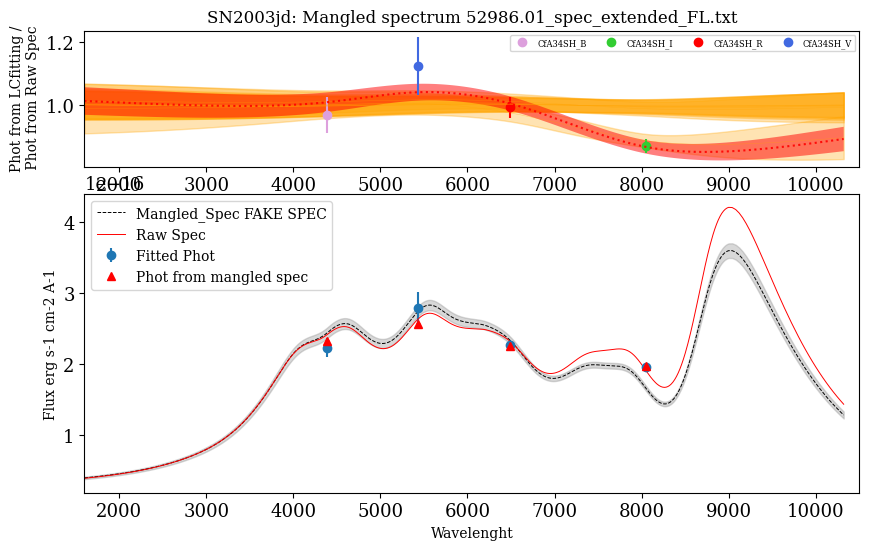 SN2003jd: Mangled spectrum 52986.01_spec_extended_FL.txt
Phot from LCfitting /
Phot from Raw Spec
1.2
1.0
CfA34SH_B
CfA34SH_I
CfA34SH_R
CfA34SH_V
2000 3000 4000 5000 6000 7000 8000 9000 10000
1e−16
Flux erg s-1 cm-2 A-1
4
3
2
1
Mangled_Spec FAKE SPEC
Raw Spec
Fitted Phot
Phot from mangled spec
2000 3000 4000 5000 6000 7000 8000 9000 10000
Wavelenght